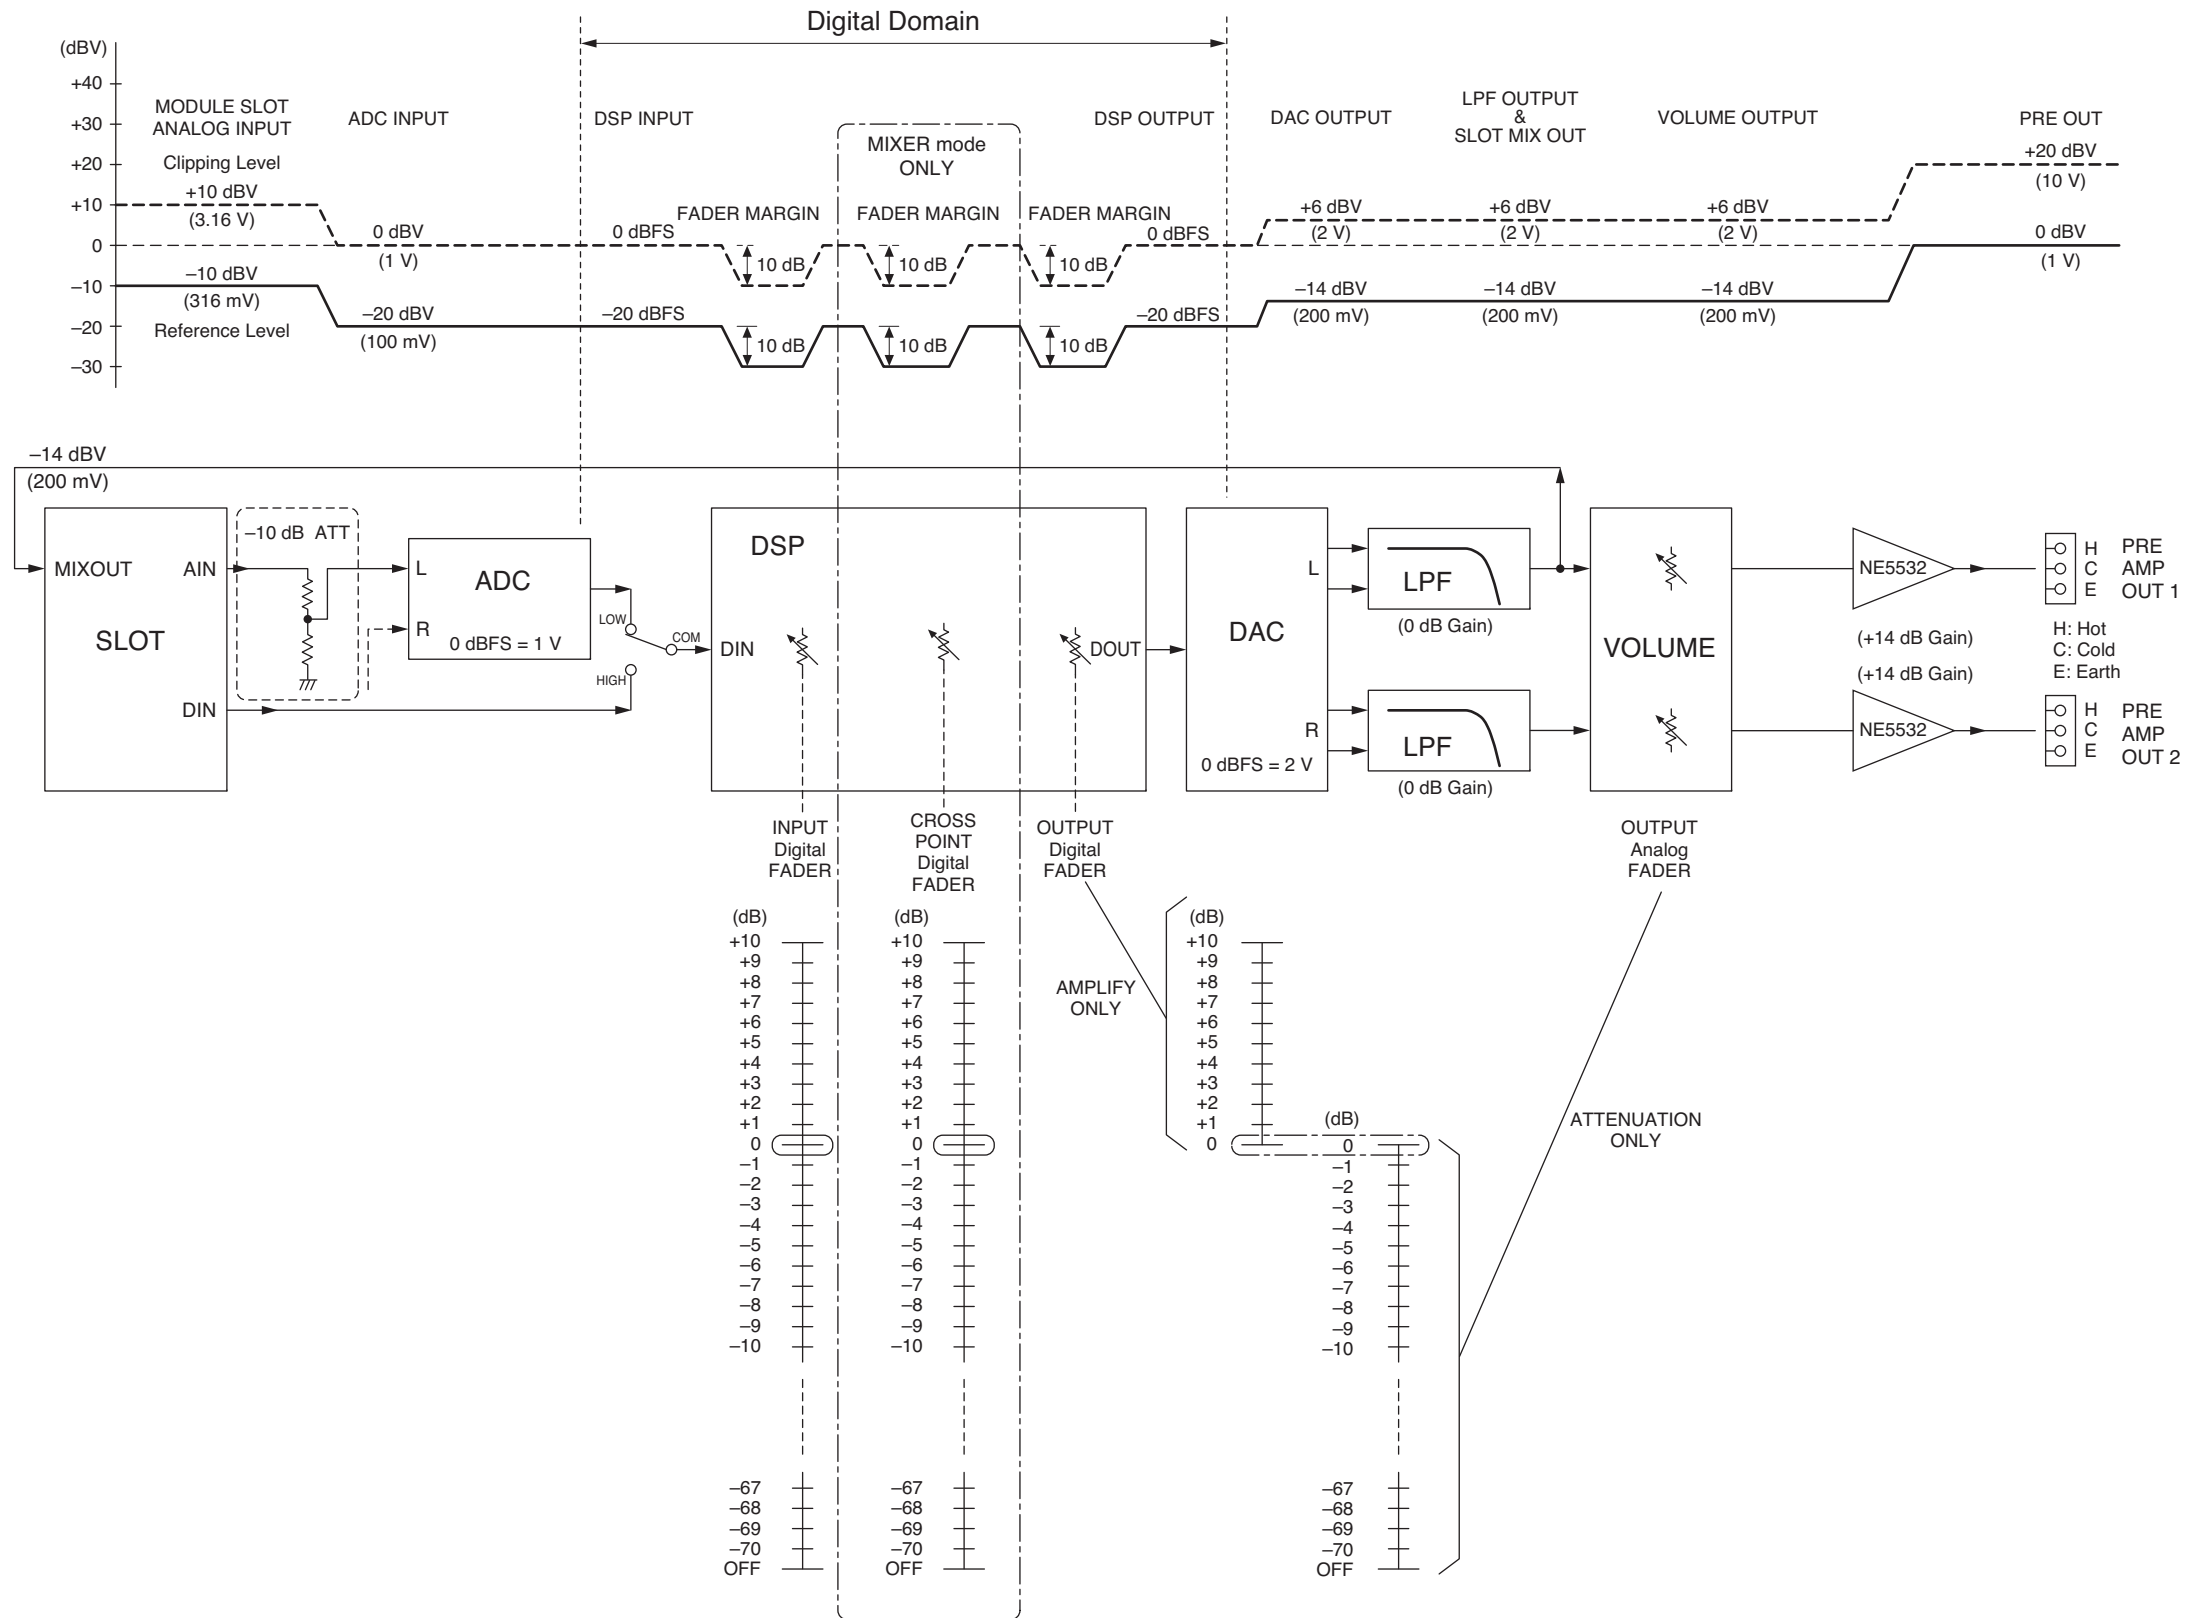 Digital Domain
(dBV)
+40
+30
+20
+10
0
−10
−20
−30
MODULE SLOT
ANALOG INPUT
Clipping Level
+10 dBV
(3.16 V)
−10 dBV
(316 mV)
Reference Level
ADC INPUT
0 dBV
(1 V)
−20 dBV
(100 mV)
DSP INPUT
0 dBFS
−20 dBFS
FADER MARGIN
10 dB
10 dB
MIXER mode
ONLY
FADER MARGIN
10 dB
10 dB
FADER MARGIN
10 dB
10 dB
DSP OUTPUT
0 dBFS
−20 dBFS
DAC OUTPUT
+6 dBV
(2 V)
−14 dBV
(200 mV)
LPF OUTPUT
&
SLOT MIX OUT
+6 dBV
(2 V)
−14 dBV
(200 mV)
VOLUME OUTPUT
+6 dBV
(2 V)
−14 dBV
(200 mV)
PRE OUT
+20 dBV
(10 V)
0 dBV
(1 V)
−14 dBV
(200 mV)
MIXOUT
AIN
SLOT
DIN
−10 dB ATT
L
ADC
R
0 dBFS = 1 V
LOW
COM
HIGH
DSP
DIN
DOUT
L
DAC
R
0 dBFS = 2 V
LPF
(0 dB Gain)
LPF
(0 dB Gain)
VOLUME
NE5532
(+14 dB Gain)
(+14 dB Gain)
NE5532
H
C
E
PRE
AMP
OUT 1
H: Hot
C: Cold
E: Earth
H
C
E
PRE
AMP
OUT 2
INPUT
Digital
FADER
CROSS
POINT
Digital
FADER
OUTPUT
Digital
FADER
OUTPUT
Analog
FADER
(dB)
+10
+9
+8
+7
+6
+5
+4
+3
+2
+1
0
−1
−2
−3
−4
−5
−6
−7
−8
−9
−10
−67
−68
−69
−70
OFF
(dB)
+10
+9
+8
+7
+6
+5
+4
+3
+2
+1
0
−1
−2
−3
−4
−5
−6
−7
−8
−9
−10
−67
−68
−69
−70
OFF
AMPLIFY
ONLY
(dB)
+10
+9
+8
+7
+6
+5
+4
+3
+2
+1
0
(dB)
0
−1
−2
−3
−4
−5
−6
−7
−8
−9
−10
−67
−68
−69
−70
OFF
ATTENUATION
ONLY